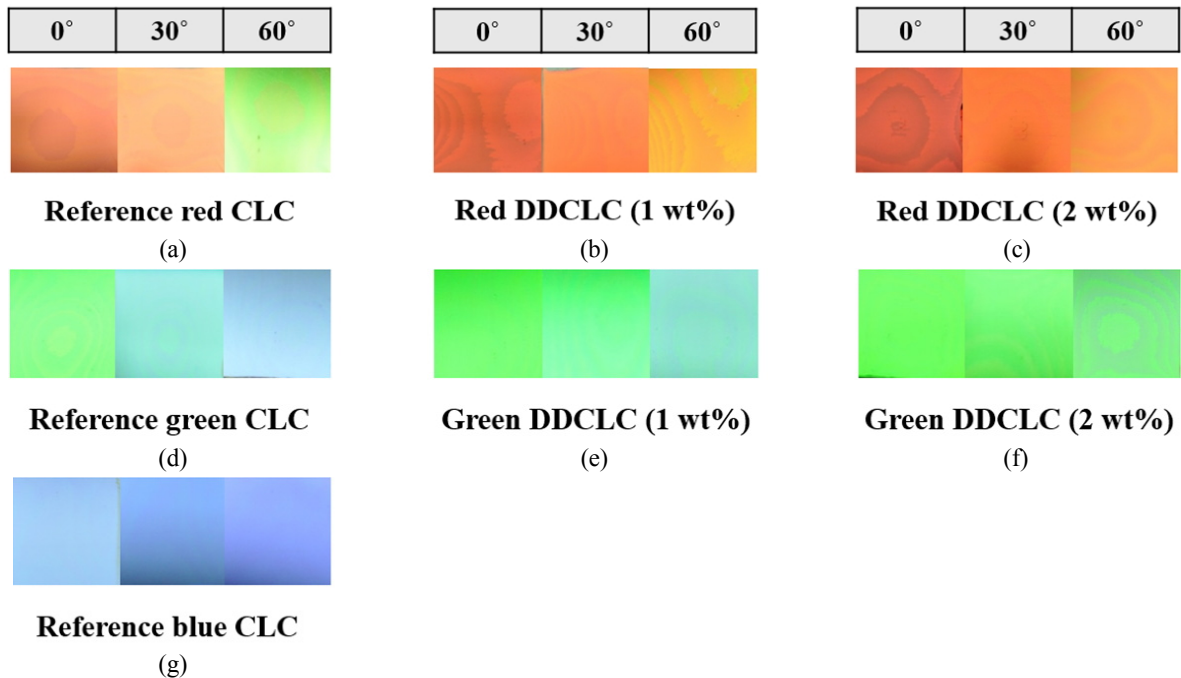 0° 30° 60°
0° 30° 60°
0° 30° 60°
Reference red CLC
Red DDCLC (1 wt%)
Red DDCLC (2 wt%)
(a)
(b)
(c)
Reference green CLC
Green DDCLC (1 wt%)
Green DDCLC (2 wt%)
(d)
(e)
(f)
Reference blue CLC
(g)